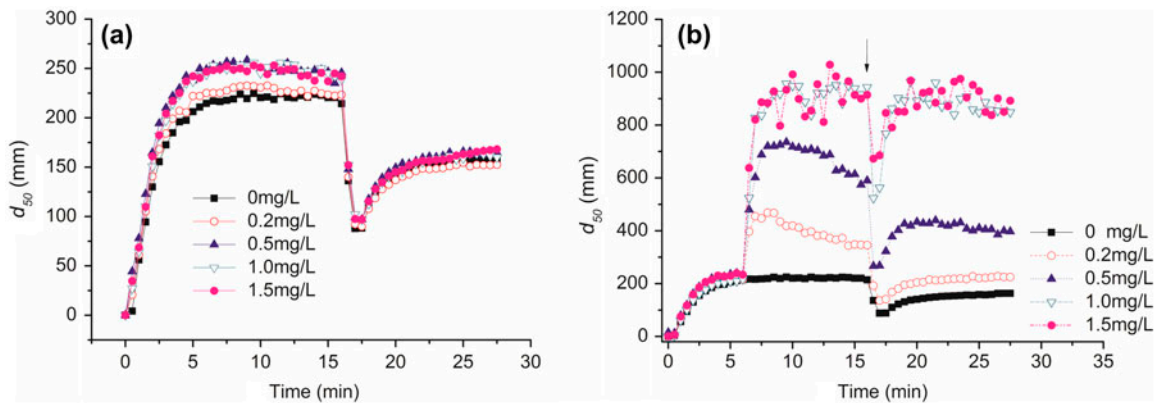 (a)
300
250
200
150
100
50
0
d50 (mm)
0mg/L
0.2mg/L
0.5mg/L
1.0mg/L
1.5mg/L
0 5 10 15 20 25 30
Time (min)
(b)
1200
1000
800
600
400
200
0
d50 (mm)
0 mg/L
0.2mg/L
0.5mg/L
1.0mg/L
1.5mg/L
0 5 10 15 20 25 30 35
Time (min)